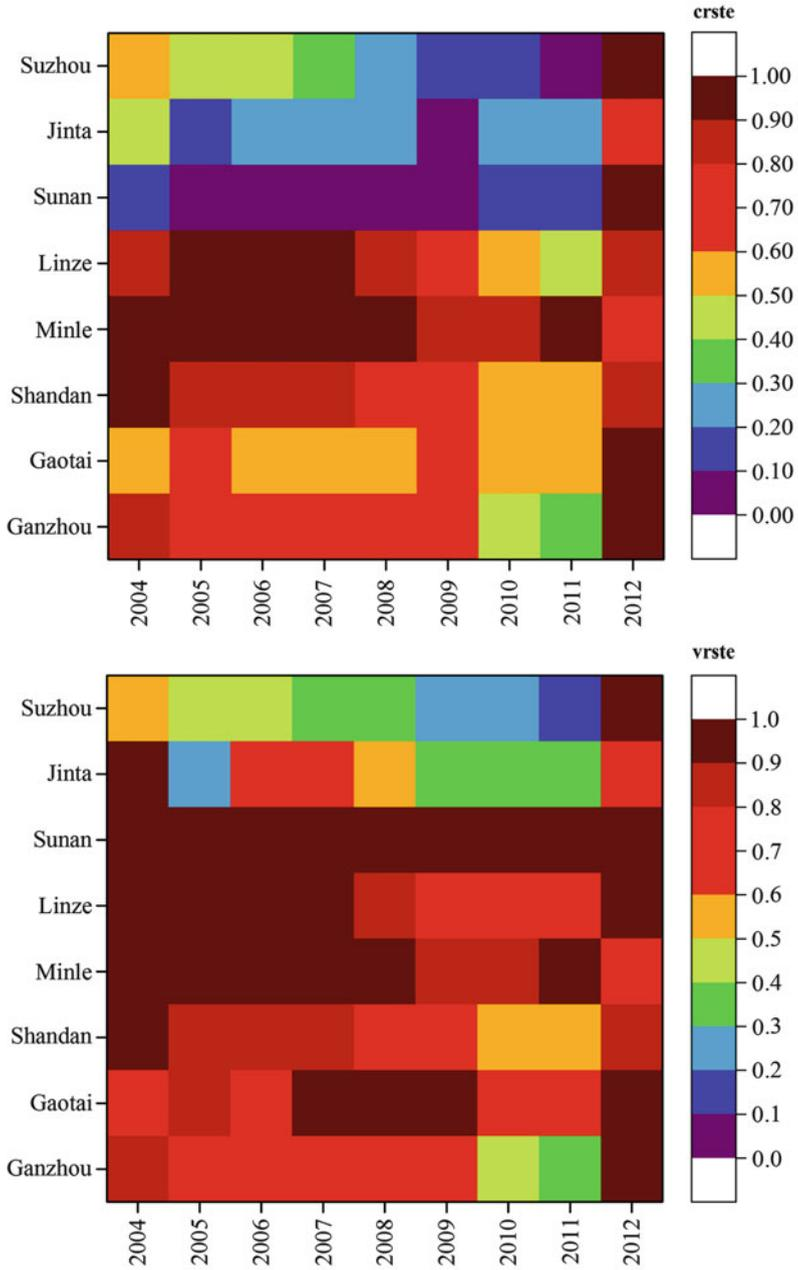 crste
Suzhou
Jinta
Sunan
Linze
Minle
Shandan
Gaotai
Ganzhou
1.00
0.90
0.80
0.70
0.60
0.50
0.40
0.30
0.20
0.10
0.00
2004
2005
2006
2007
2008
2009
2010
2011
2012
vrste
Suzhou
Jinta
Sunan
Linze
Minle
Shandan
Gaotai
Ganzhou
1.0
0.9
0.8
0.7
0.6
0.5
0.4
0.3
0.2
0.1
0.0
2004
2005
2006
2007
2008
2009
2010
2011
2012